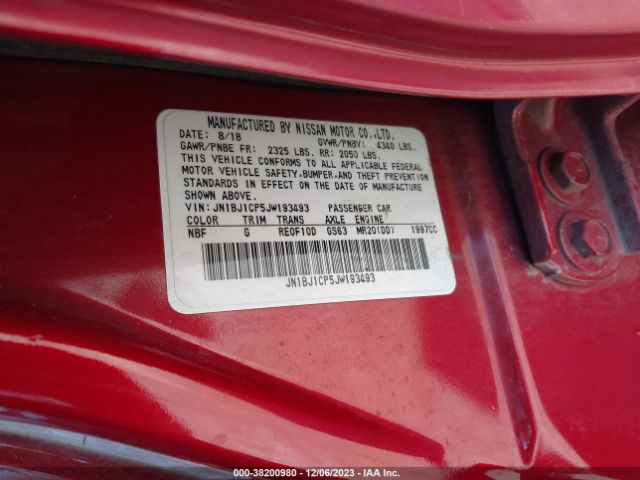 MANUFACTURED BY NISSAN MOTOR CO.,LTD.
DATE: 8/18 GVWR/PNBV: 4340 LBS.
GAWR/PNBE FR: 2325 LBS. RR: 2050 LBS.
THIS VEHICLE CONFORMS TO ALL APPLICABLE FEDERAL
MOTOR VEHICLE SAFETY,BUMPER,AND THEFT PREVENTION
STANDARDS IN EFFECT ON THE DATE OF MANUFACTURE
SHOWN ABOVE.
VIN: JN1BJ1CP5JW193493 PASSENGER CAR
COLOR TRIM TRANS AXLE ENGINE
NBF G RE0F10D GS63 MR20(DD) 1997CC
JN1BJ1CP5JW193493
000-38200980 - 12/06/2023 - IAA Inc.